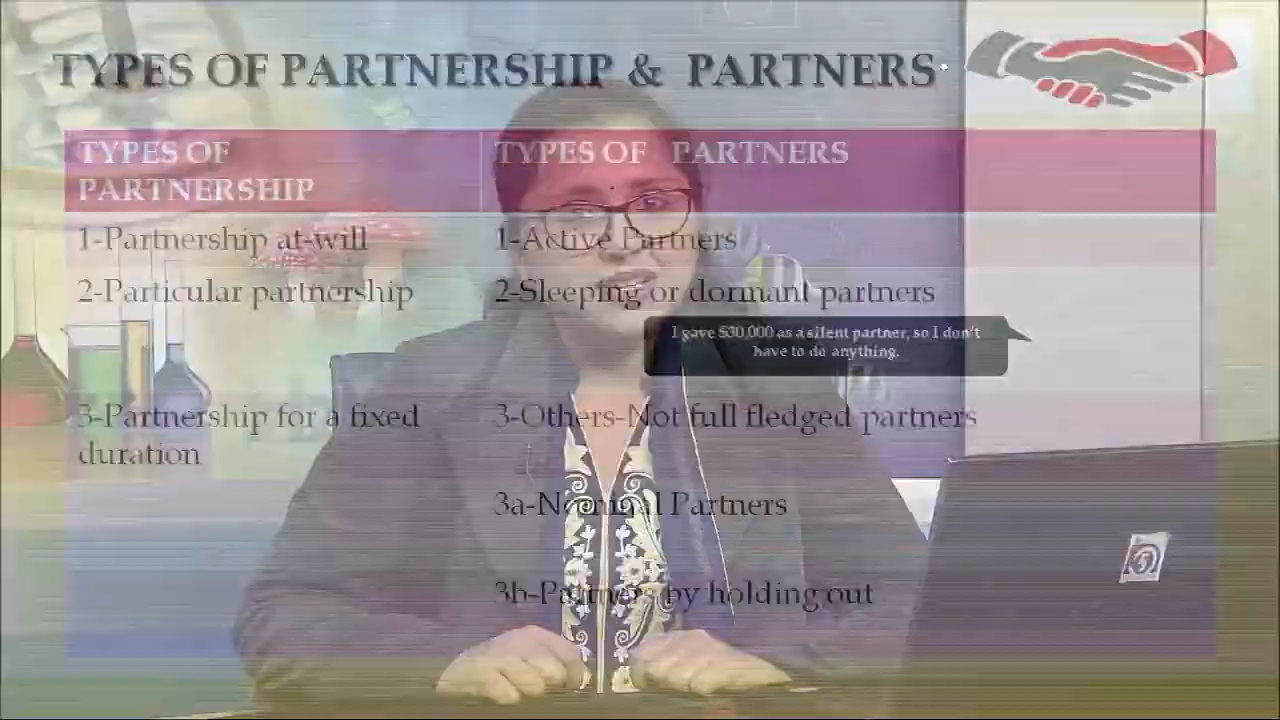 TYPES OF PARTNERSHIP & PARTNERS
TYPES OF
PARTNERSHIP
TYPES OF PARTNERS
1-Partnership at-will
1-Active Partners
2-Particular partnership
2-Sleeping or dormant partners
I gave $30,000 as a silent partner, so I don't
have to do anything.
3-Partnership for a fixed
duration
3-Others-Not full fledged partners
3a-Nominal Partners
3b-Partners by holding out